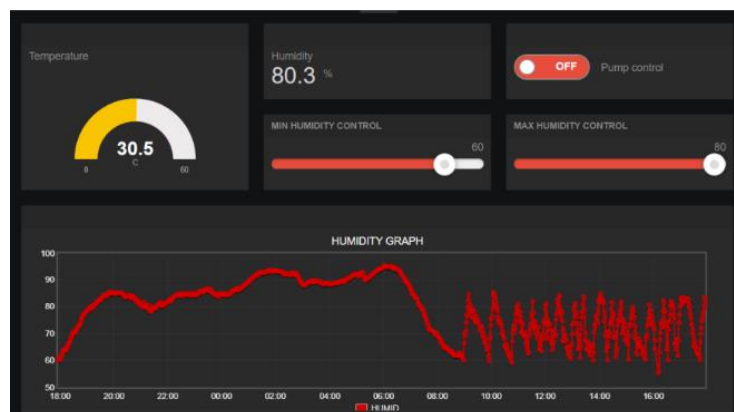 Temperature
30.5
C
0
60
Humidity
80.3 %
OFF
Pump control
MIN HUMIDITY CONTROL
60
MAX HUMIDITY CONTROL
80
HUMIDITY GRAPH
100
90
80
70
60
50
18:00 20:00 22:00 00:00 02:00 04:00 06:00 08:00 10:00 12:00 14:00 16:00
HUMID